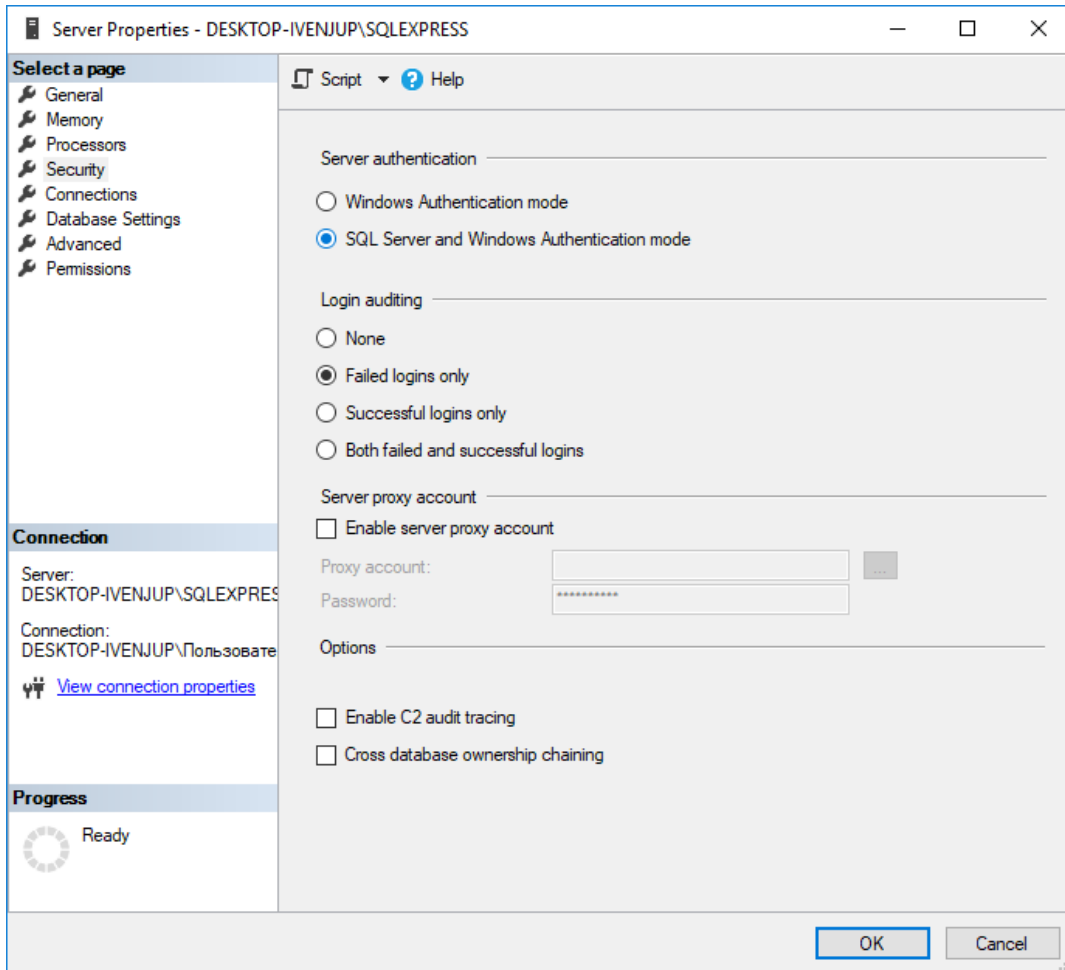 Server Properties - DESKTOP-IVENJUP\SQLEXPRESS
Select a page
General
Memory
Processors
Security
Connections
Database Settings
Advanced
Permissions
Connection
Server:
DESKTOP-IVENJUP\SQLEXPRES
Connection:
DESKTOP-IVENJUP\Пользовате
View connection properties
Progress
Ready
Script Help
Server authentication
Windows Authentication mode
SQL Server and Windows Authentication mode
Login auditing
None
Failed logins only
Successful logins only
Both failed and successful logins
Server proxy account
Enable server proxy account
Proxy account:
...
Password: **********
Options
Enable C2 audit tracing
Cross database ownership chaining
OK Cancel